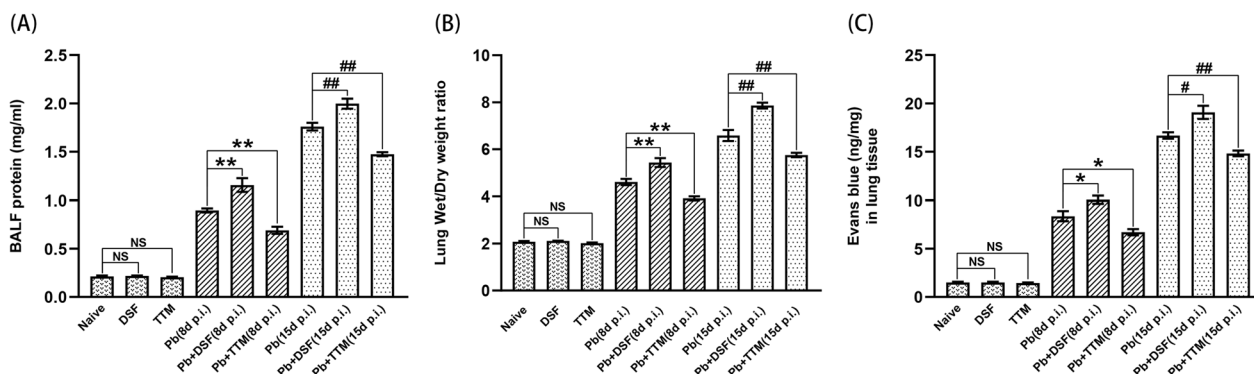 (A)
BALF protein (mg/ml)
2.5
2.0
1.5
1.0
0.5
0.0
NS
NS
**
**
##
##
Naive
DSF
TTM
Pb(8d p.i.)
Pb+DSF(8d p.i.)
Pb+TTM(8d p.i.)
Pb(15d p.i.)
Pb+DSF(15d p.i.)
Pb+TTM(15d p.i.)
(B)
Lung Wet/Dry weight ratio
10
8
6
4
2
0
NS
NS
**
**
##
##
Naive
DSF
TTM
Pb(8d p.i.)
Pb+DSF(8d p.i.)
Pb+TTM(8d p.i.)
Pb(15d p.i.)
Pb+DSF(15d p.i.)
Pb+TTM(15d p.i.)
(C)
Evans blue (ng/mg)
in lung tissue
25
20
15
10
5
0
NS
NS
*
*
##
#
Naive
DSF
TTM
Pb(8d p.i.)
Pb+DSF(8d p.i.)
Pb+TTM(8d p.i.)
Pb(15d p.i.)
Pb+DSF(15d p.i.)
Pb+TTM(15d p.i.)